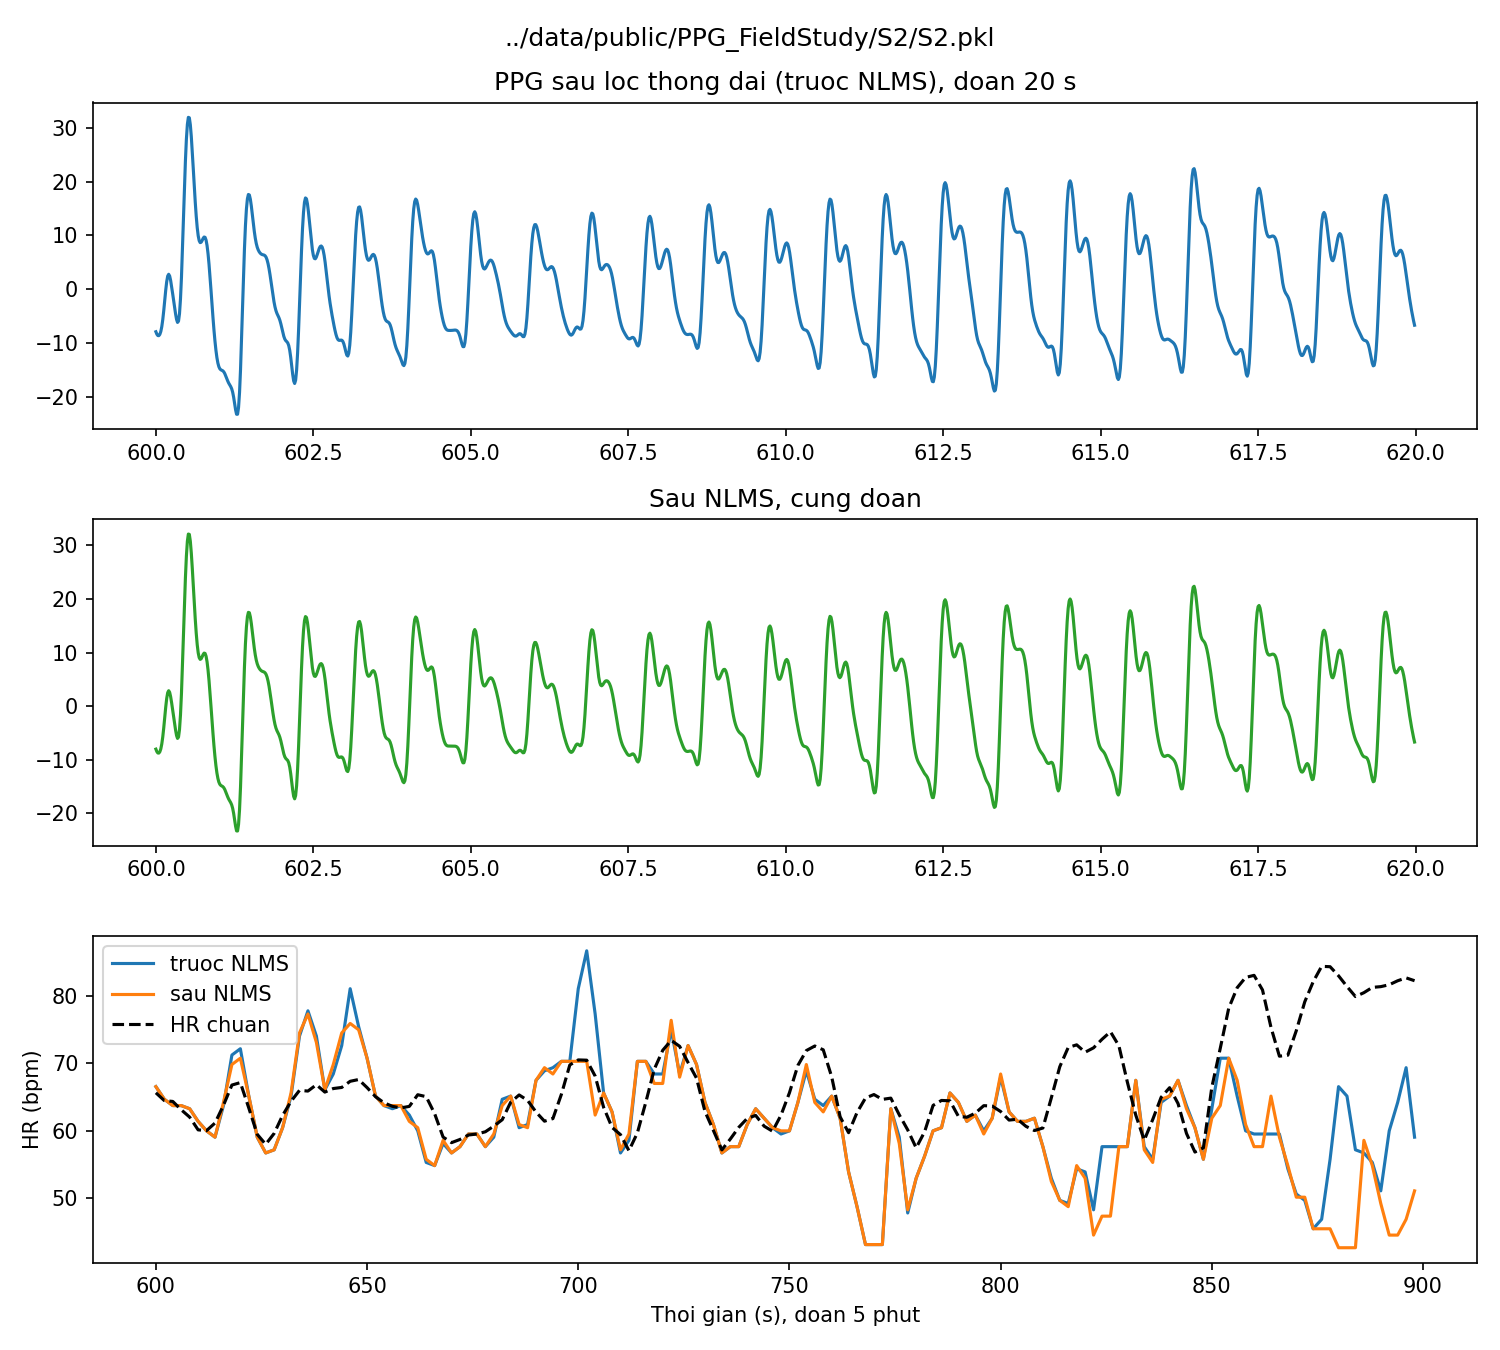 ../data/public/PPG_FieldStudy/S2/S2.pkl
PPG sau loc thong dai (truoc NLMS), doan 20 s
30
20
10
0
−10
−20
600.0 602.5 605.0 607.5 610.0 612.5 615.0 617.5 620.0
Sau NLMS, cung doan
30
20
10
0
−10
−20
600.0 602.5 605.0 607.5 610.0 612.5 615.0 617.5 620.0
truoc NLMS
sau NLMS
HR chuan
HR (bpm)
80
70
60
50
600 650 700 750 800 850 900
Thoi gian (s), doan 5 phut